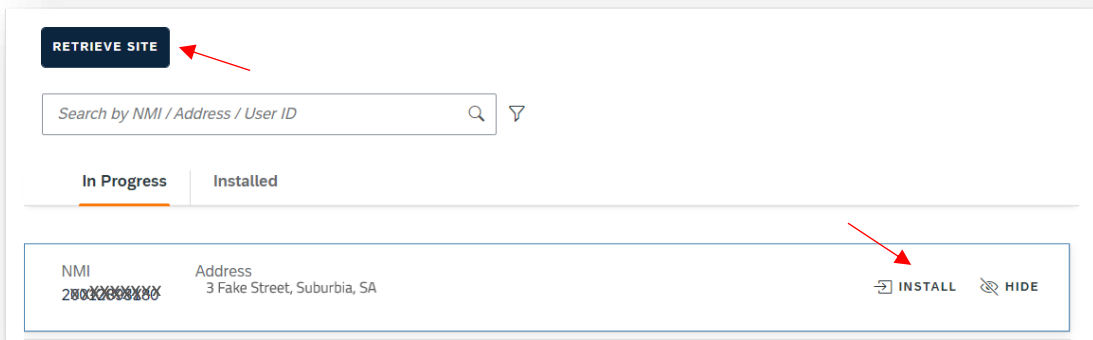 RETRIEVE SITE
Search by NMI / Address / User ID
In Progress Installed
NMI Address
3 Fake Street, Suburbia, SA
INSTALL HIDE